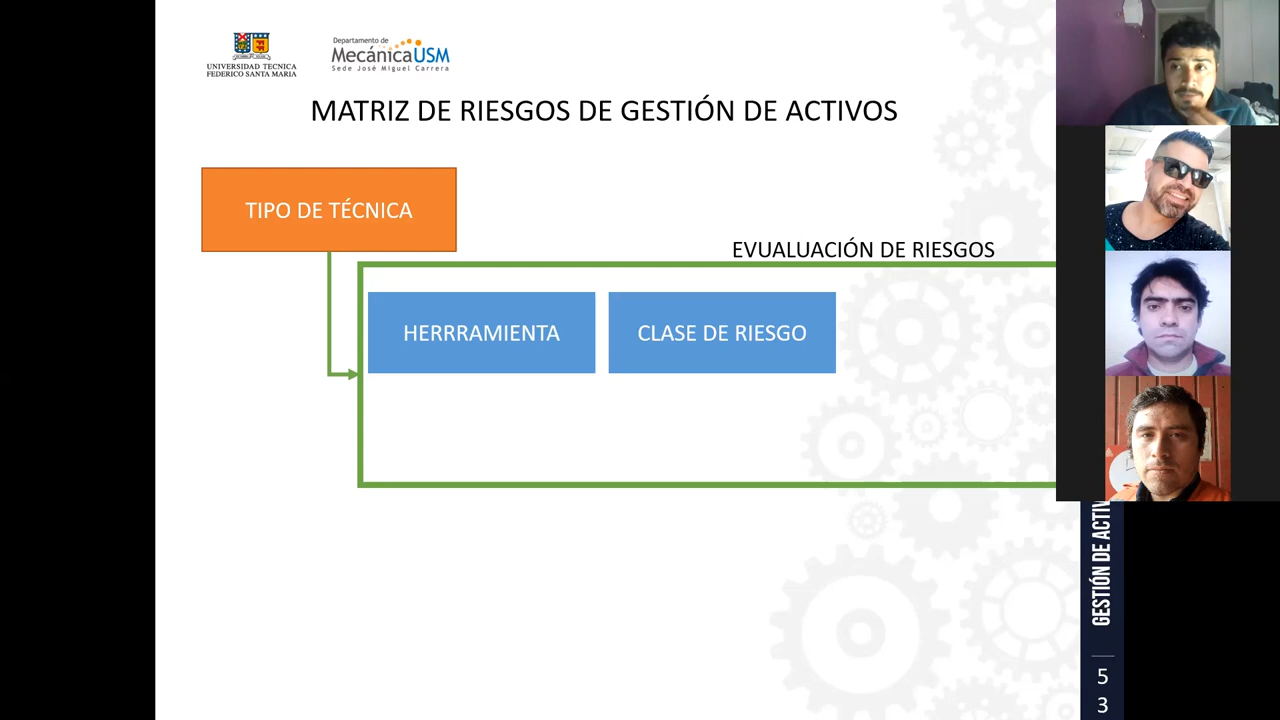 UNIVERSIDAD TECNICA
FEDERICO SANTA MARIA
Departamento de
MecánicaUSM
Sede José Miguel Carrera
MATRIZ DE RIESGOS DE GESTIÓN DE ACTIVOS
TIPO DE TÉCNICA
EVUALUACIÓN DE RIESGOS
HERRRAMIENTA
CLASE DE RIESGO
GESTIÓN DE ACTIV
5
3